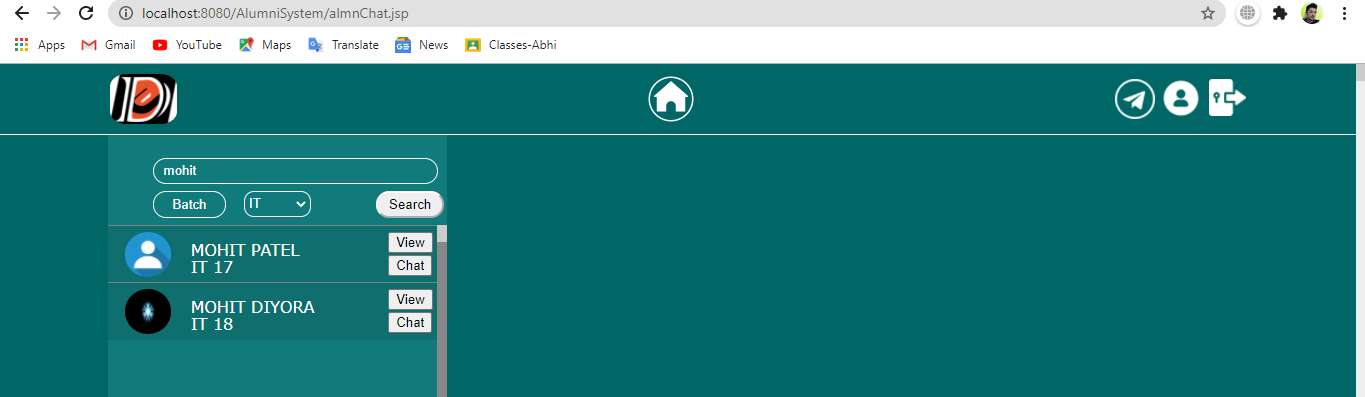 localhost:8080/AlumniSystem/almnChat.jsp
Apps Gmail YouTube Maps Translate News Classes-Abhi
mohit
Batch IT Search
MOHIT PATEL
IT 17
View
Chat
MOHIT DIYORA
IT 18
View
Chat